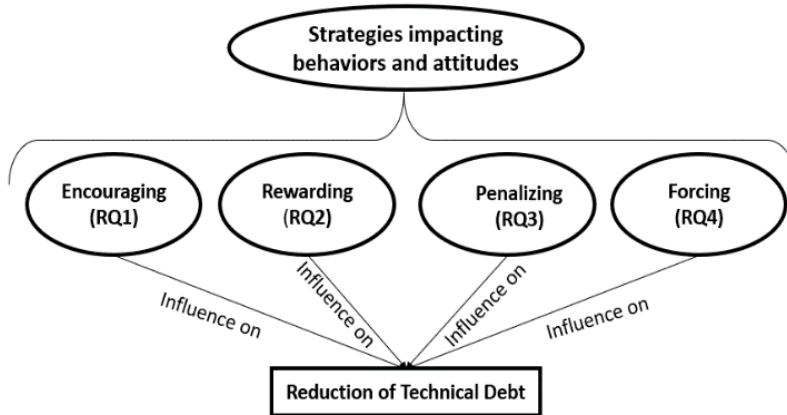 Strategies impacting
behaviors and attitudes
Encouraging
(RQ1)
Rewarding
(RQ2)
Penalizing
(RQ3)
Forcing
(RQ4)
Influence on
Influence on
Influence on
Influence on
Reduction of Technical Debt